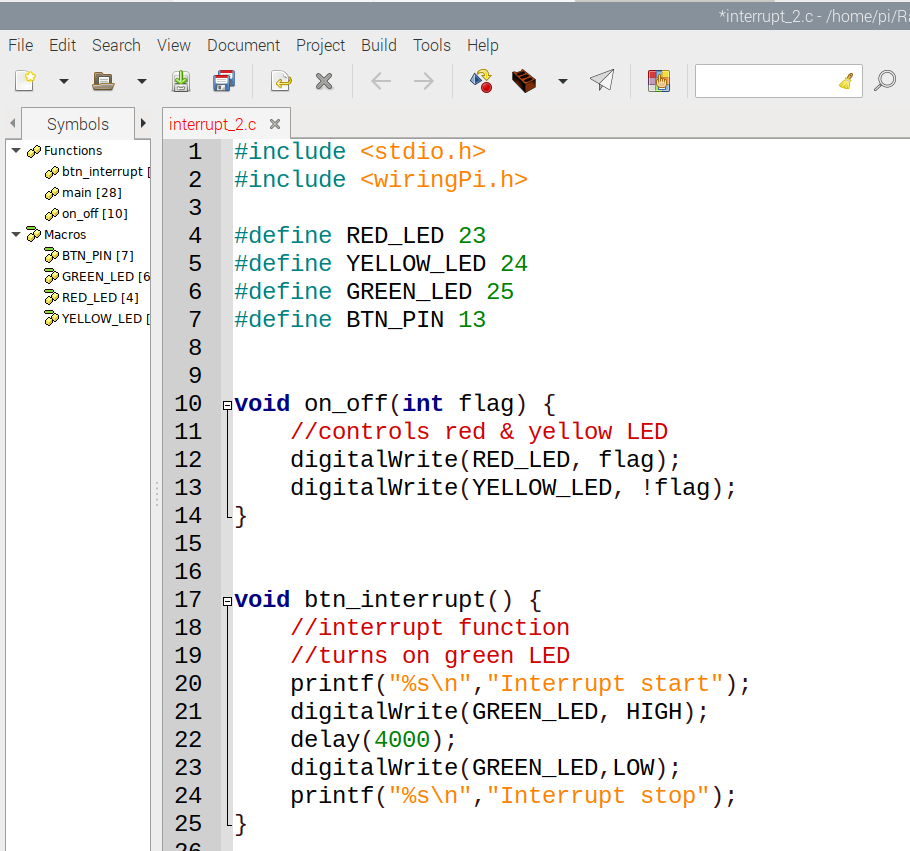 *interrupt_2.c - /home/pi/Ra
File Edit Search View Document Project Build Tools Help
Symbols
interrupt_2.c
Functions
btn_interrupt [
main [28]
on_off [10]
Macros
BTN_PIN [7]
GREEN_LED [6
RED_LED [4]
YELLOW_LED [
1 #include <stdio.h>
2 #include <wiringPi.h>
3
4 #define RED_LED 23
5 #define YELLOW_LED 24
6 #define GREEN_LED 25
7 #define BTN_PIN 13
8
9
10 void on_off(int flag) {
11     //controls red & yellow LED
12     digitalWrite(RED_LED, flag);
13     digitalWrite(YELLOW_LED, !flag);
14 }
15
16
17 void btn_interrupt() {
18     //interrupt function
19     //turns on green LED
20     printf("%s\n","Interrupt start");
21     digitalWrite(GREEN_LED, HIGH);
22     delay(4000);
23     digitalWrite(GREEN_LED,LOW);
24     printf("%s\n","Interrupt stop");
25 }
26